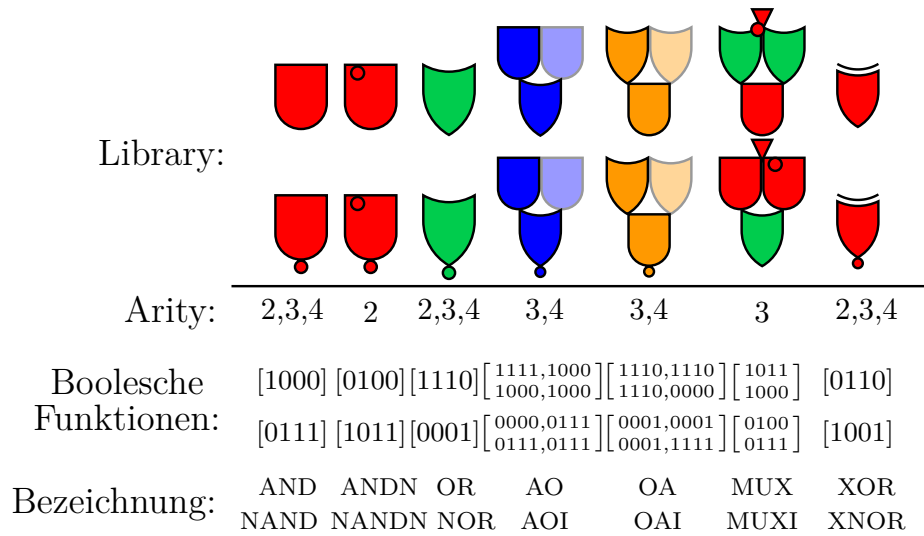 Library:
Arity: 2,3,4 2 2,3,4 3,4 3,4 3 2,3,4
Boolesche Funktionen:
[1000] [0100] [1110] [1111,1000 1000,1000] [1110,1110 1110,0000] [1011 1000] [0110]
[0111] [1011] [0001] [0000,0111 0111,0111] [0001,0001 0001,1111] [0100 0111] [1001]
Bezeichnung:
AND ANDN OR AO OA MUX XOR
NAND NANDN NOR AOI OAI MUXI XNOR